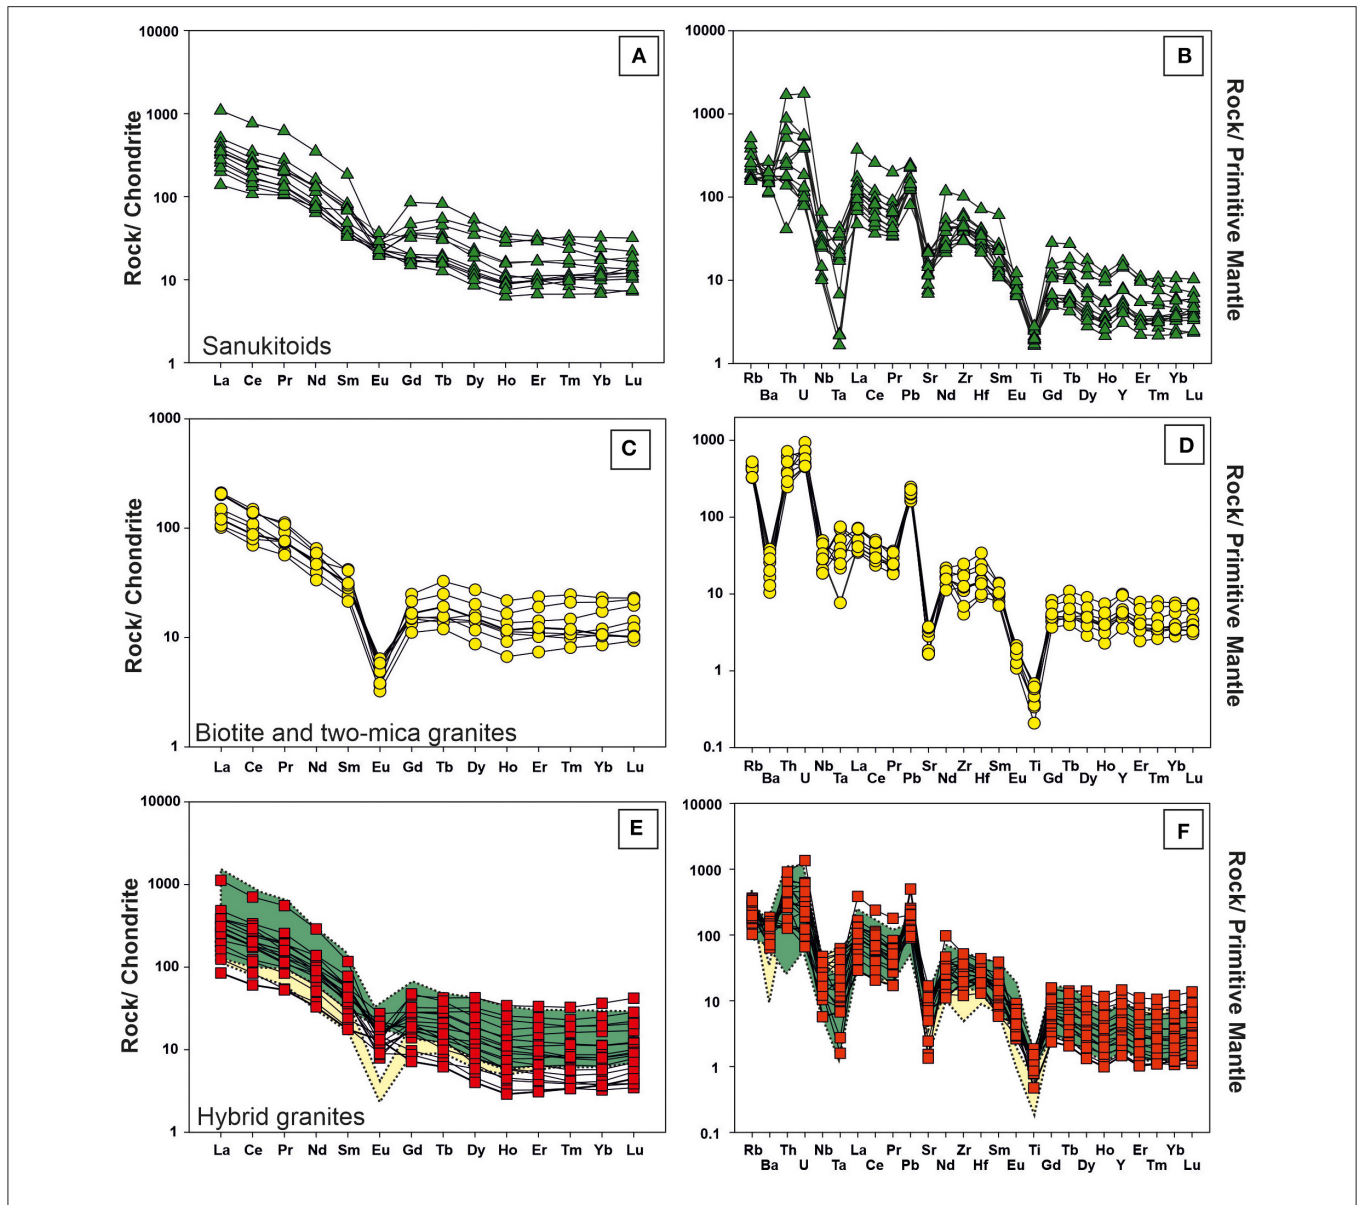 A
10000
1000
100
10
1
Rock/ Chondrite
Sanukitoids
La Ce Pr Nd Sm Eu Gd Tb Dy Ho Er Tm Yb Lu
B
10000
1000
100
10
1
Rock/ Primitive Mantle
Rb Th Nb La Pr Sr Zr Sm Ti Tb Ho Er Yb
Ba U Ta Ce Pb Nd Hf Eu Gd Dy Y Tm Lu
C
1000
100
10
1
Rock/ Chondrite
Biotite and two-mica granites
La Ce Pr Nd Sm Eu Gd Tb Dy Ho Er Tm Yb Lu
D
1000
100
10
1
0.1
Rock/ Primitive Mantle
Rb Th Nb La Pr Sr Zr Sm Ti Tb Ho Er Yb
Ba U Ta Ce Pb Nd Hf Eu Gd Dy Y Tm Lu
E
10000
1000
100
10
1
Rock/ Chondrite
Hybrid granites
La Ce Pr Nd Sm Eu Gd Tb Dy Ho Er Tm Yb Lu
F
10000
1000
100
10
1
0.1
Rock/ Primitive Mantle
Rb Th Nb La Pr Sr Zr Sm Ti Tb Ho Er Yb
Ba U Ta Ce Pb Nd Hf Eu Gd Dy Y Tm Lu